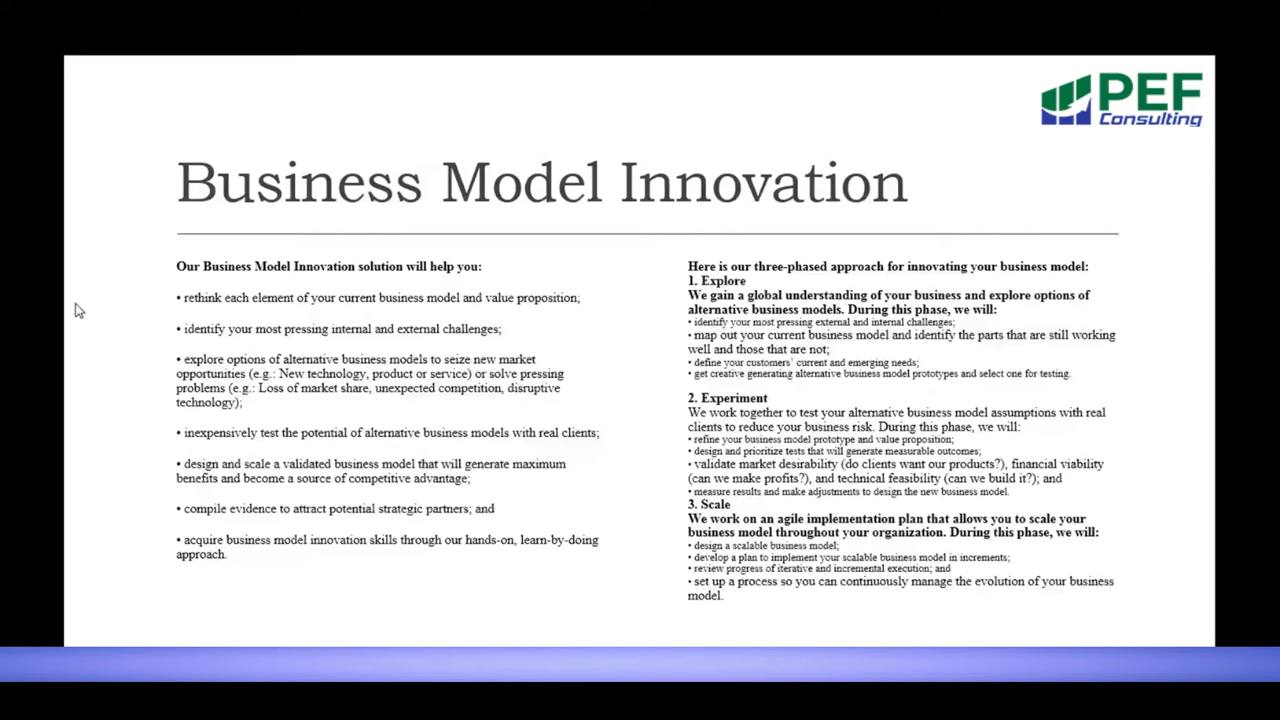 PEF
Consulting
Business Model Innovation
Our Business Model Innovation solution will help you:
• rethink each element of your current business model and value proposition;
• identify your most pressing internal and external challenges;
• explore options of alternative business models to seize new market
opportunities (e.g.: New technology, product or service) or solve pressing
problems (e.g.: Loss of market share, unexpected competition, disruptive
technology);
• inexpensively test the potential of alternative business models with real clients;
• design and scale a validated business model that will generate maximum
benefits and become a source of competitive advantage;
• compile evidence to attract potential strategic partners; and
• acquire business model innovation skills through our hands-on, learn-by-doing
approach.
Here is our three-phased approach for innovating your business model:
1. Explore
We gain a global understanding of your business and explore options of
alternative business models. During this phase, we will:
• identify your most pressing external and internal challenges;
• map out your current business model and identify the parts that are still working
well and those that are not;
• define your customers' current and emerging needs;
• get creative generating alternative business model prototypes and select one for testing.
2. Experiment
We work together to test your alternative business model assumptions with real
clients to reduce your business risk. During this phase, we will:
• refine your business model prototype and value proposition;
• design and prioritize tests that will generate measurable outcomes;
• validate market desirability (do clients want our products?), financial viability
(can we make profits?), and technical feasibility (can we build it?); and
• measure results and make adjustments to design the new business model.
3. Scale
We work on an agile implementation plan that allows you to scale your
business model throughout your organization. During this phase, we will:
• design a scalable business model;
• develop a plan to implement your scalable business model in increments;
• review progress of iterative and incremental execution; and
• set up a process so you can continuously manage the evolution of your business
model.